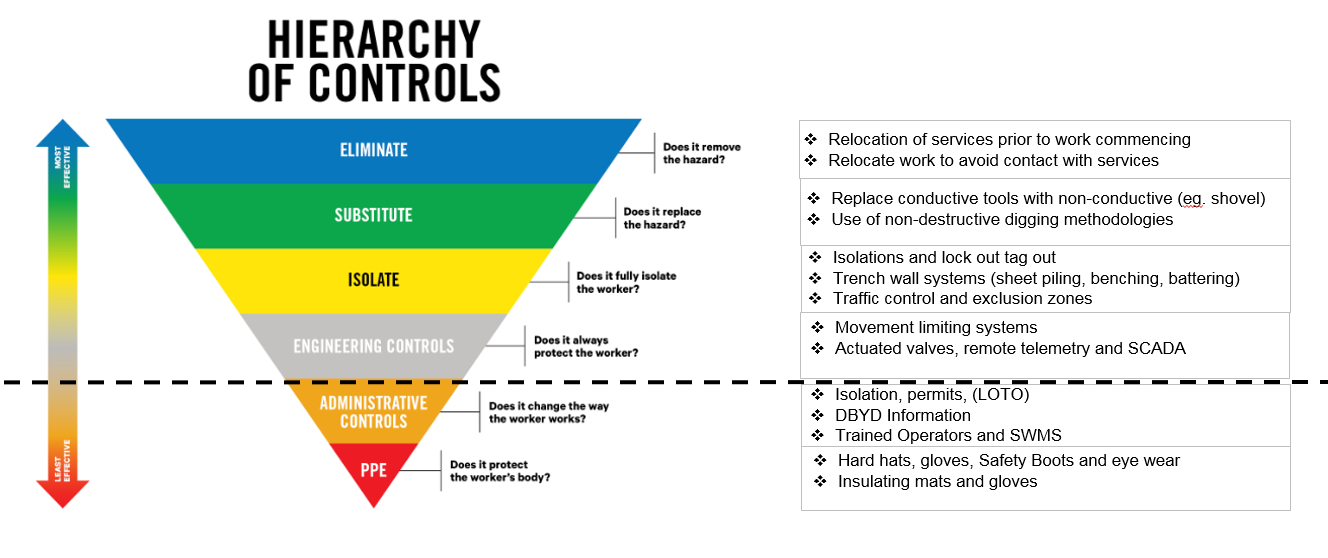 HIERARCHY
OF CONTROLS
MOST
EFFECTIVE
ELIMINATE
Does it remove
the hazard?
❖ Relocation of services prior to work commencing
❖ Relocate work to avoid contact with services
SUBSTITUTE
Does it replace
the hazard?
❖ Replace conductive tools with non-conductive (eg. shovel)
❖ Use of non-destructive digging methodologies
ISOLATE
Does it fully isolate
the worker?
❖ Isolations and lock out tag out
❖ Trench wall systems (sheet piling, benching, battering)
❖ Traffic control and exclusion zones
ENGINEERING CONTROLS
Does it always
protect the worker?
❖ Movement limiting systems
❖ Actuated valves, remote telemetry and SCADA
ADMINISTRATIVE
CONTROLS
Does it change the way
the worker works?
❖ Isolation, permits, (LOTO)
❖ DBYD Information
❖ Trained Operators and SWMS
LEAST
EFFECTIVE
PPE
Does it protect
the worker's body?
❖ Hard hats, gloves, Safety Boots and eye wear
❖ Insulating mats and gloves